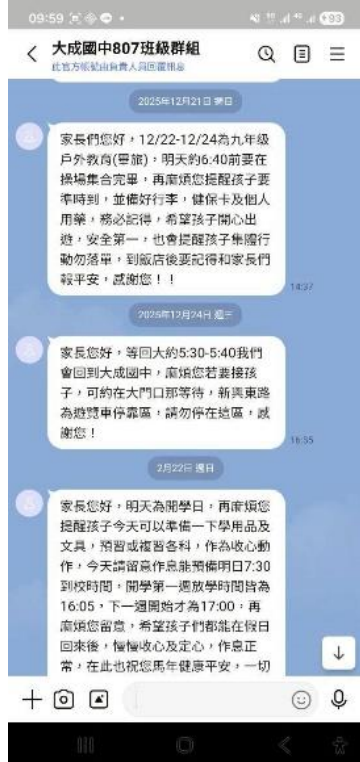 09:59
93
大成國中807班級群組
此官方帳號由負責人員回覆訊息
2025年12月21日 週日
家長們您好，12/22-12/24為九年級
戶外教育(畢旅)，明天約6:40前要在
操場集合完畢，再麻煩您提醒孩子要
準時到，並備好行李，健保卡及個人
用藥，務必記得，希望孩子開心出
遊，安全第一，也會提醒孩子集體行
動勿落單，到飯店後要記得和家長們
報平安，感謝您！！
14:37
2025年12月24日 週三
家長您好，等回大約5:30-5:40我們
會回到大成國中，麻煩您若要接孩
子，可約在大門口那等待，新興東路
為遊覽車停靠區，請勿停在這區，感
謝您！
16:35
2月22日 週日
家長您好，明天為開學日，再麻煩您
提醒孩子今天可以準備一下學用品及
文具，預習或複習各科，作為收心動
作，今天請留意作息能預備明日7:30
到校時間，開學第一週放學時間皆為
16:05，下一週開始才為17:00，再
麻煩您留意，希望孩子們都能在假日
回來後，慢慢收心及定心，作息正
常，在此也祝您馬年健康平安，一切